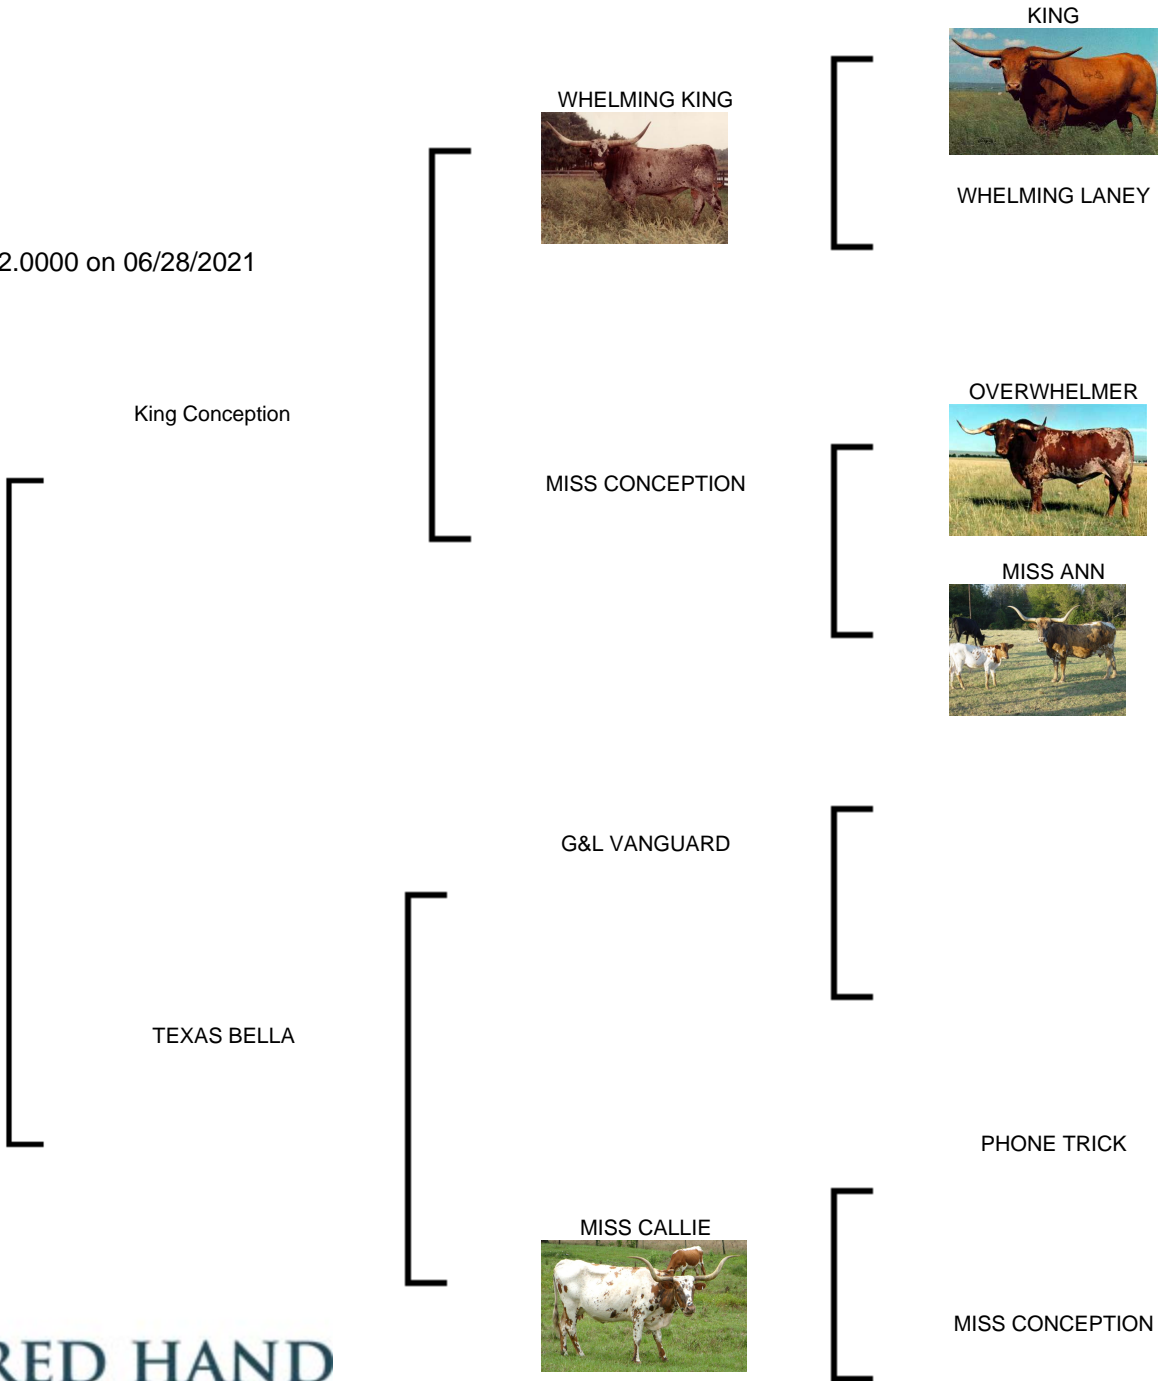 KING
WHELMING KING
WHELMING LANEY
2.0000 on 06/28/2021
OVERWHELMER
King Conception
MISS CONCEPTION
MISS ANN
G&L VANGUARD
TEXAS BELLA
PHONE TRICK
MISS CALLIE
MISS CONCEPTION
RED HAND